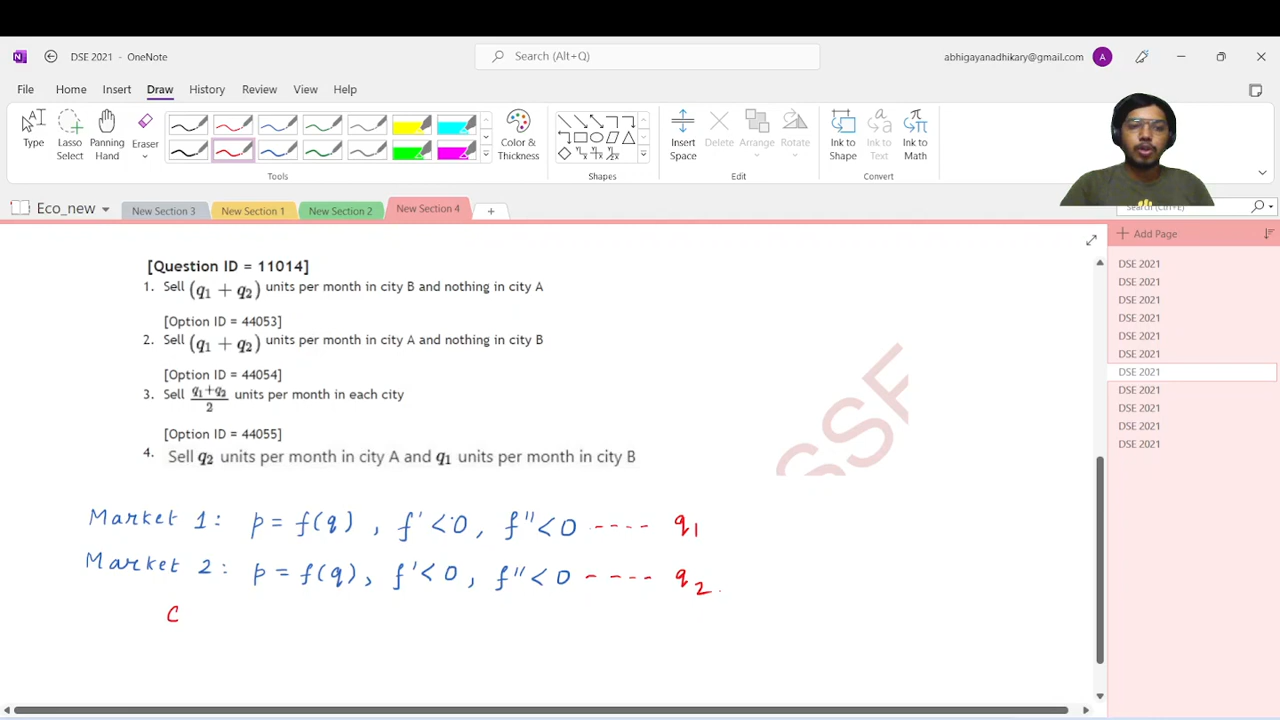 DSE 2021 - OneNote
Search (Alt+Q)
abhigayanadhikary@gmail.com
A
File Home Insert Draw History Review View Help
Type
Lasso Select
Panning Hand
Eraser
Color & Thickness
Insert Space
Delete
Arrange
Rotate
Ink to Shape
Ink to Text
Ink to Math
Tools
Shapes
Edit
Convert
Eco_new
New Section 3
New Section 1
New Section 2
New Section 4
Search (Ctrl+E)
Add Page
DSE 2021
DSE 2021
DSE 2021
DSE 2021
DSE 2021
DSE 2021
DSE 2021
DSE 2021
DSE 2021
DSE 2021
DSE 2021
[Question ID = 11014]
1. Sell (q₁ + q₂) units per month in city B and nothing in city A
[Option ID = 44053]
2. Sell (q₁ + q₂) units per month in city A and nothing in city B
[Option ID = 44054]
3. Sell (q₁+q₂)/2 units per month in each city
[Option ID = 44055]
4. Sell q₂ units per month in city A and q₁ units per month in city B
SSF
Market 1: p = f(q), f' < 0, f'' < 0 ---- q₁
Market 2: p = f(q), f' < 0, f'' < 0 ---- q₂
C